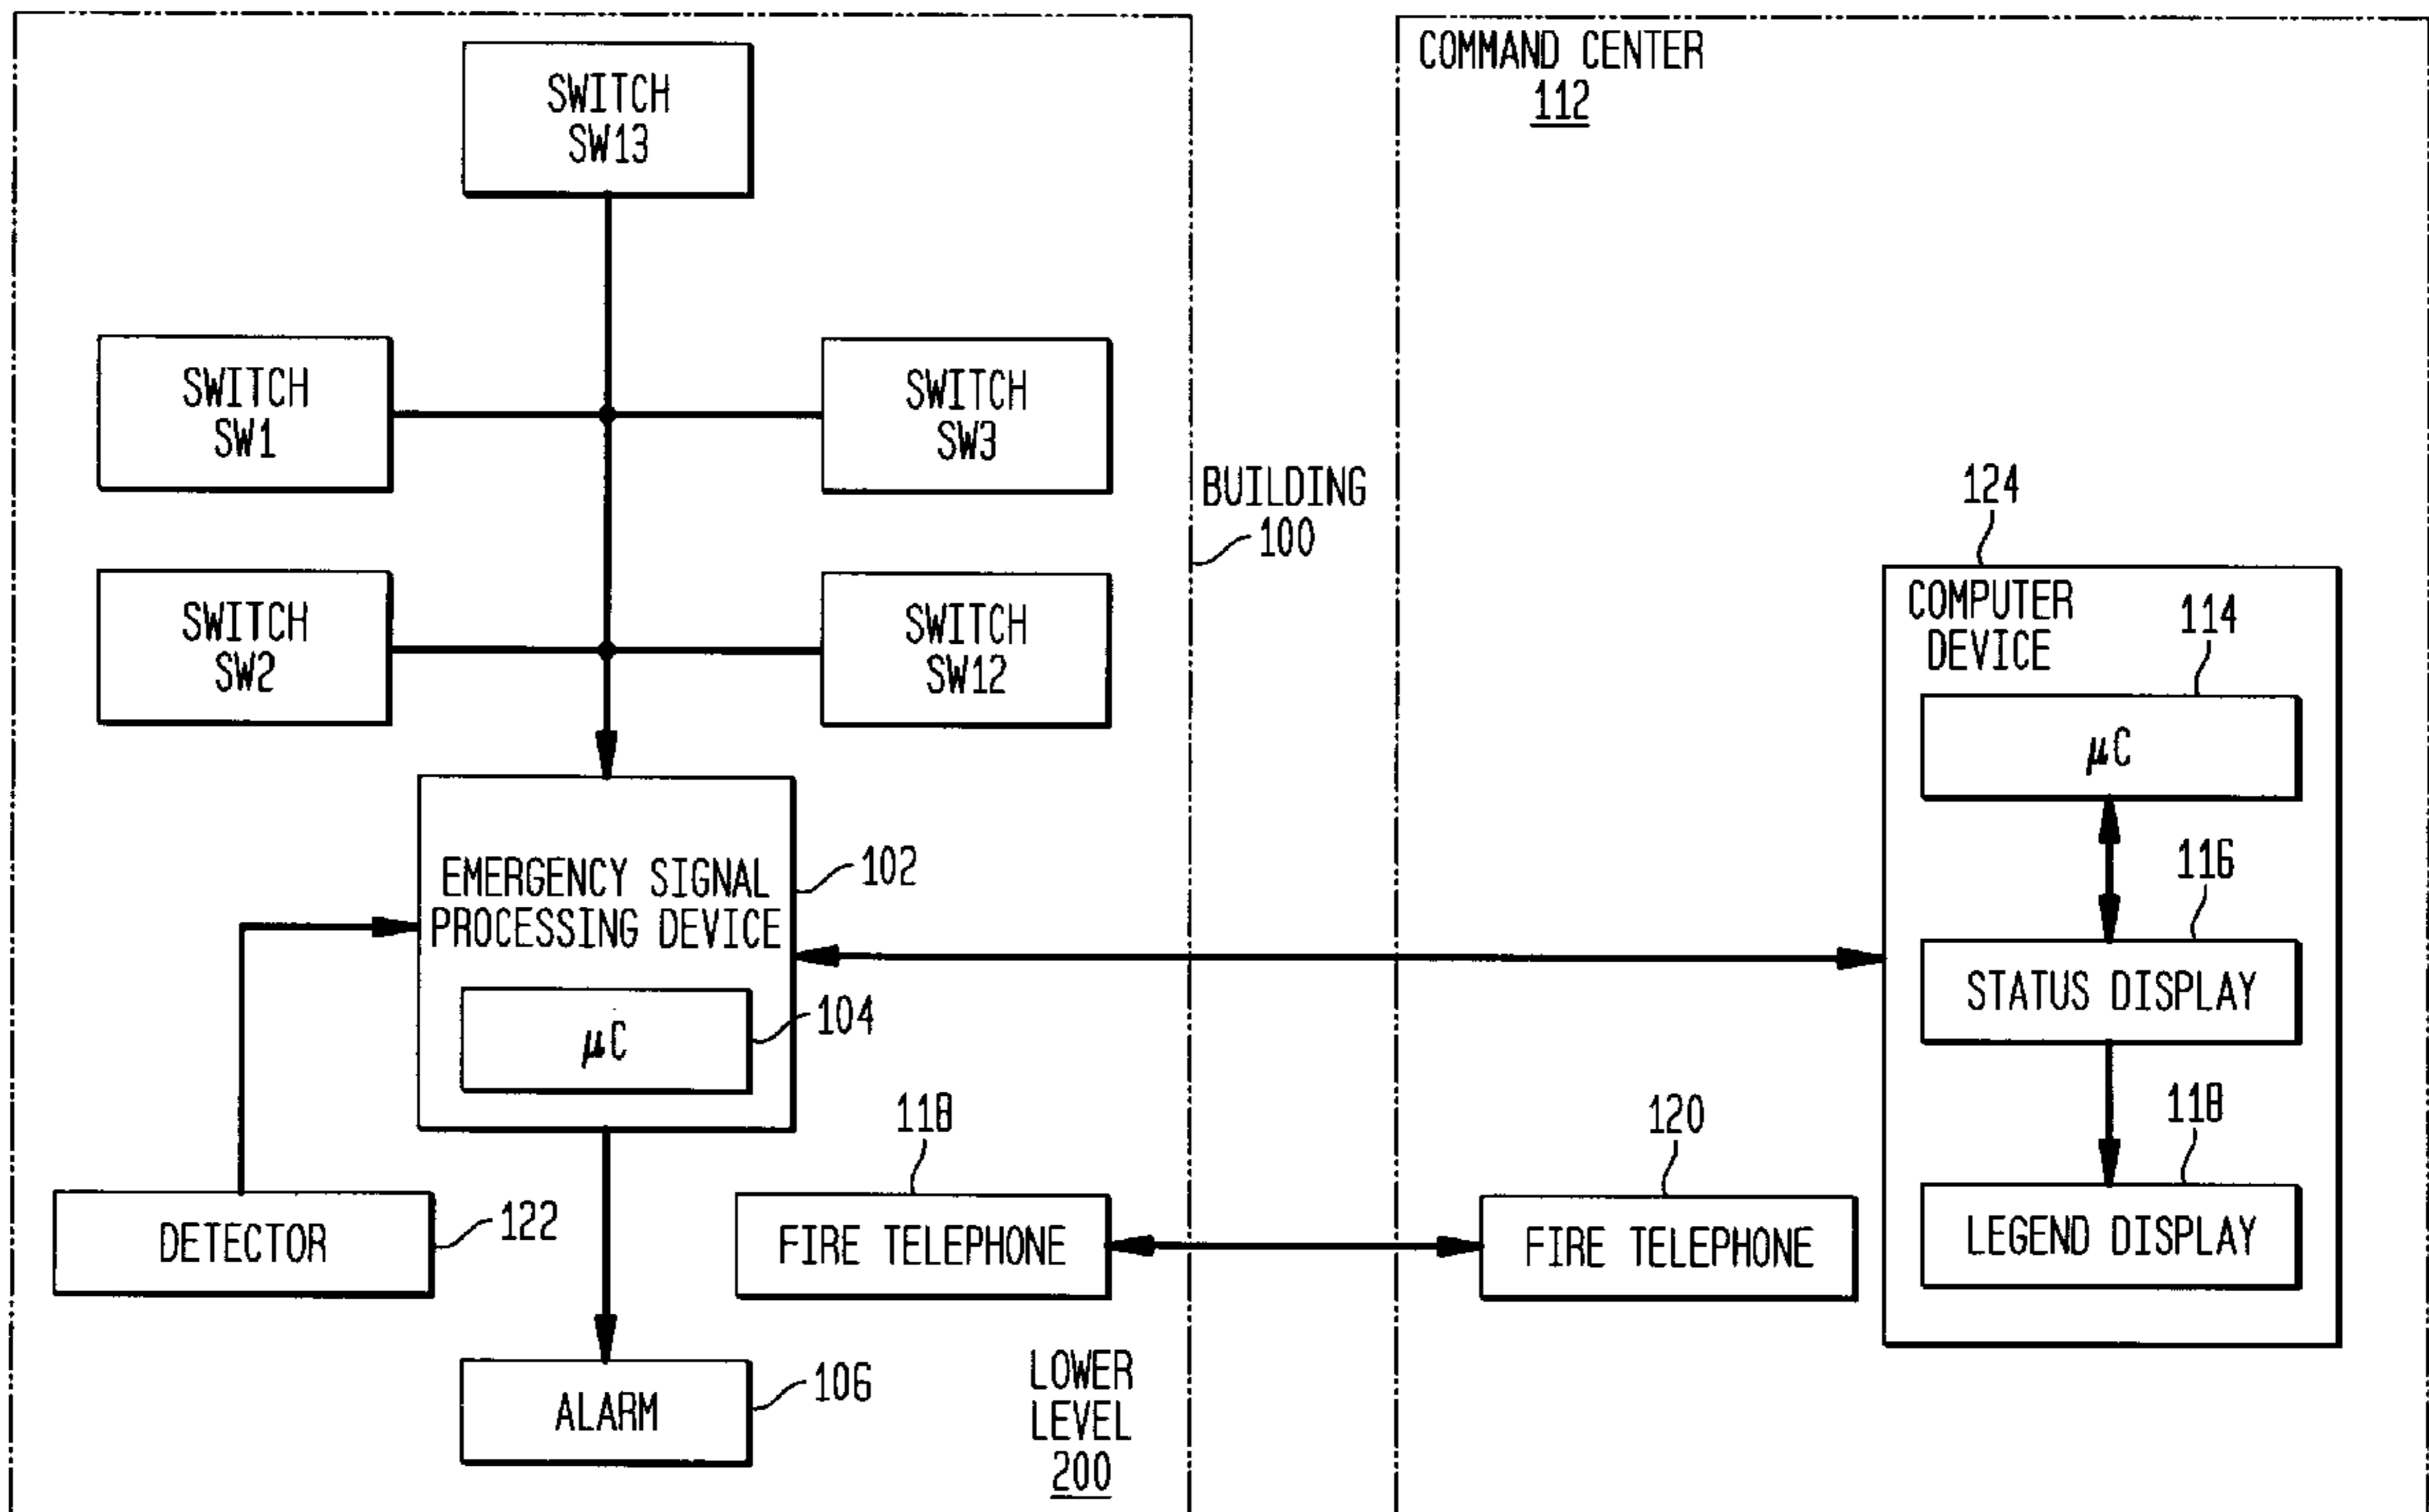 SWITCH
SW13
COMMAND CENTER
112
SWITCH
SW1
SWITCH
SW3
BUILDING
100
124
SWITCH
SW2
SWITCH
SW12
COMPUTER
DEVICE
114
μC
EMERGENCY SIGNAL
PROCESSING DEVICE
102
116
STATUS DISPLAY
μC
104
118
120
118
DETECTOR
122
FIRE TELEPHONE
FIRE TELEPHONE
LEGEND DISPLAY
ALARM
106
LOWER
LEVEL
200